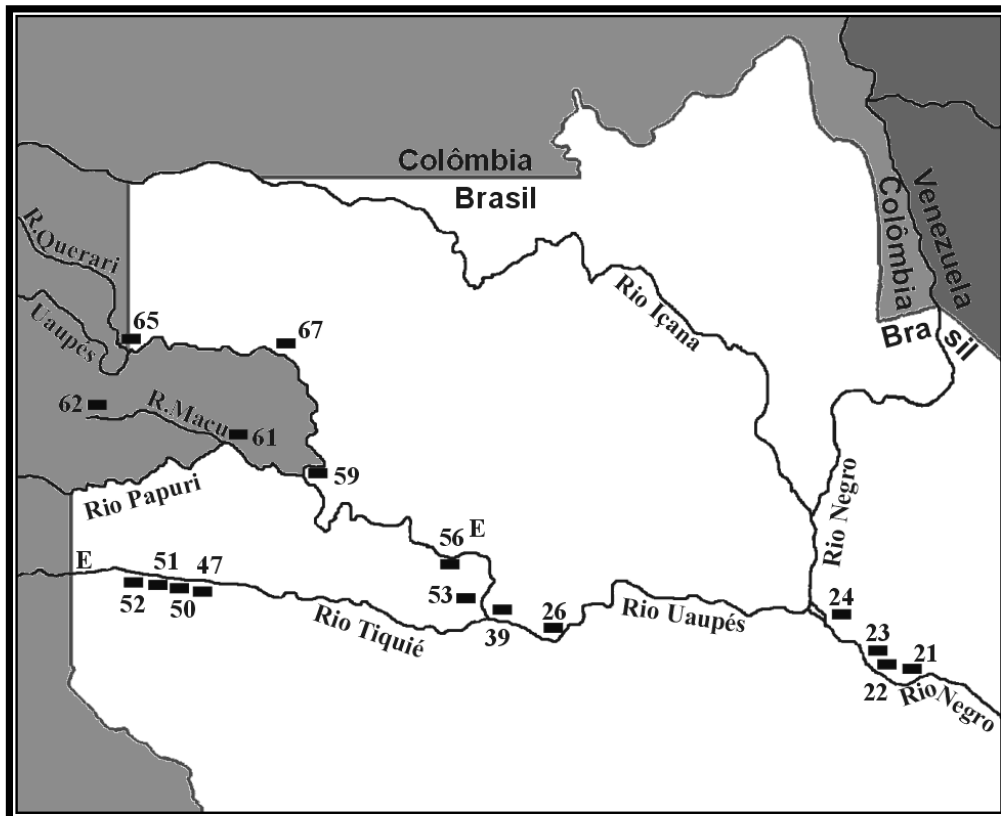 Colômbia
Brasil
Colômbia
Venezuela
Bra
sil
R.Querari
Uaupés
65
67
Rio Içana
62
R.Macu
61
59
Rio Papuri
Rio Negro
E
51
47
56
E
52
50
53
39
26
Rio Tiquié
Rio Uaupés
24
23
21
22
Rio Negro